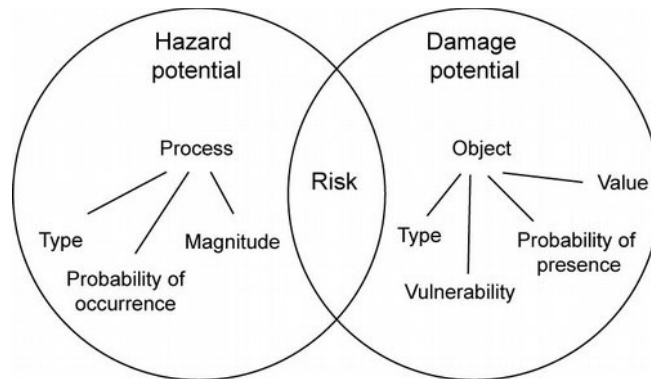 Hazard
potential
Damage
potential
Process
Object
Risk
Value
Type
Magnitude
Probability of
occurrence
Type
Probability of
presence
Vulnerability